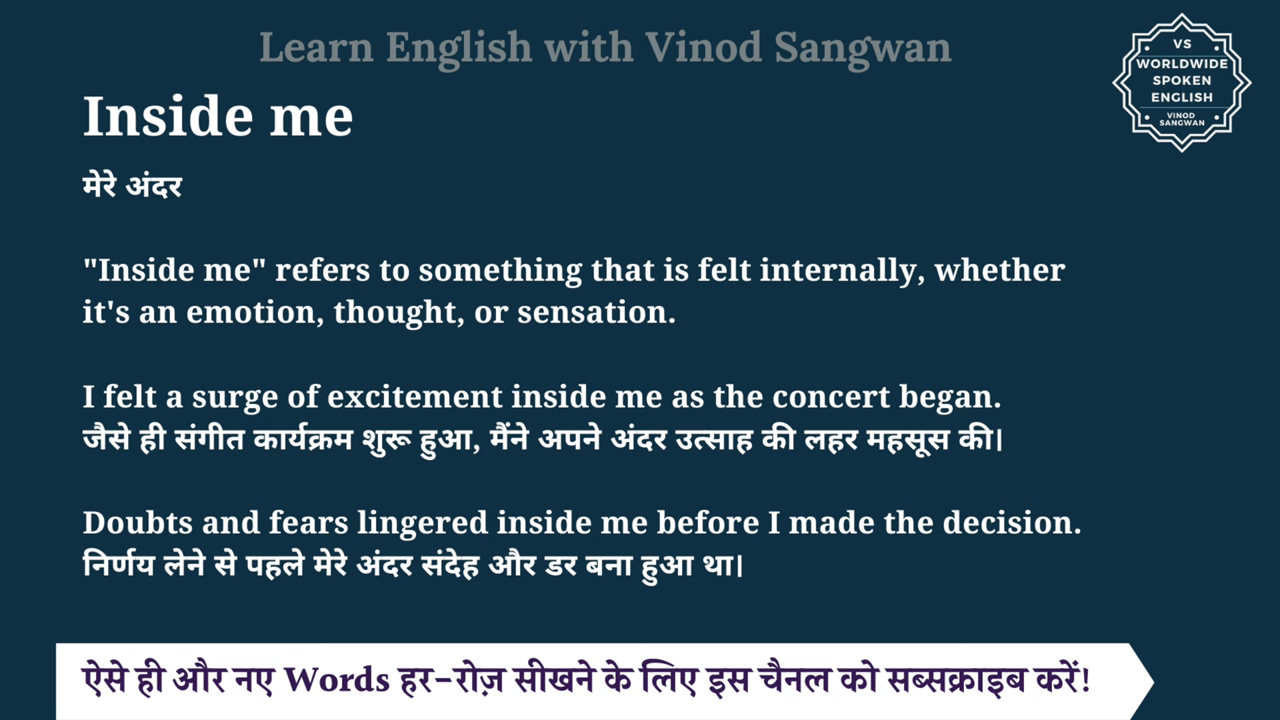 Learn English with Vinod Sangwan
VS
WORLDWIDE
SPOKEN
ENGLISH
VINOD
SANGWAN
Inside me
मेरे अंदर
"Inside me" refers to something that is felt internally, whether
it's an emotion, thought, or sensation.
I felt a surge of excitement inside me as the concert began.
जैसे ही संगीत कार्यक्रम शुरू हुआ, मैंने अपने अंदर उत्साह की लहर महसूस की।
Doubts and fears lingered inside me before I made the decision.
निर्णय लेने से पहले मेरे अंदर संदेह और डर बना हुआ था।
ऐसे ही और नए Words हर-रोज़ सीखने के लिए इस चैनल को सब्सक्राइब करें!